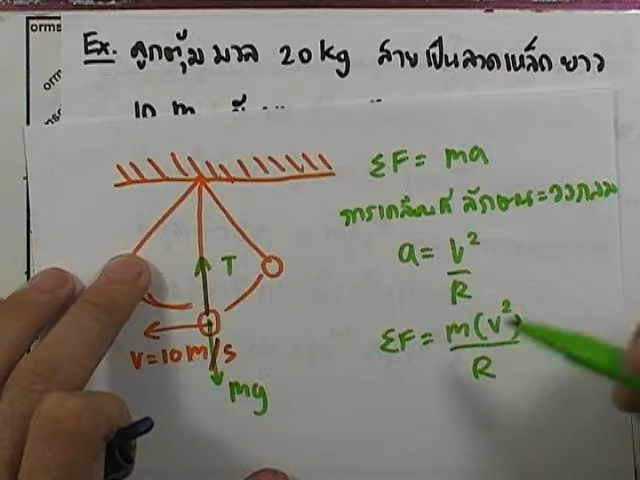 orms
Ex. ลูกตุ้ม มวล 20 kg สายเป็นลวดเหล็ก ยาว
10 m
ΣF = ma
การเคลื่อนที่ ลักษณะวงกลม
a = v²/R
T
ΣF = m(v²)/R
v=10 m/s
mg